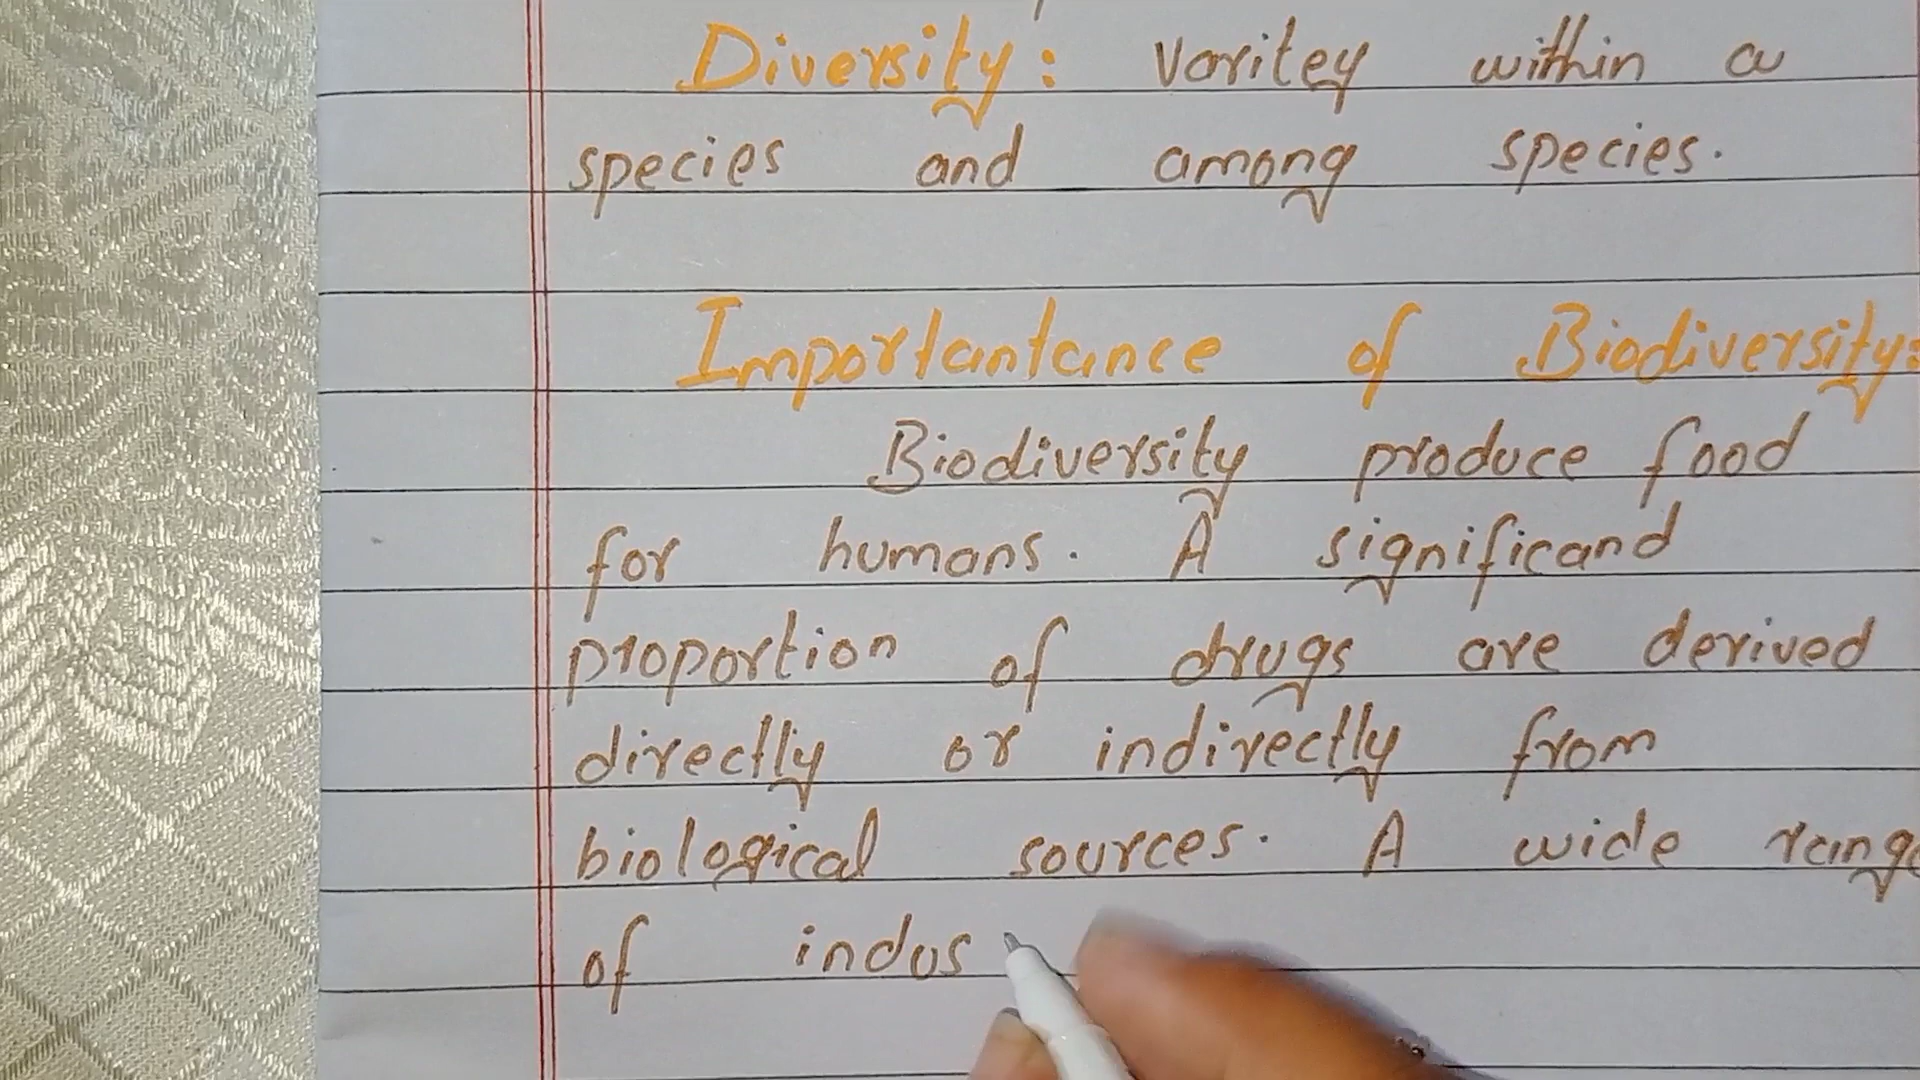 Diversity: Varitey within a
species and among species.
Importantance of Biodiversity:
Biodiversity produce food
for humans. A significand
proportion of drugs are derived
directly or indirectly from
biological sources. A wide range
of indus